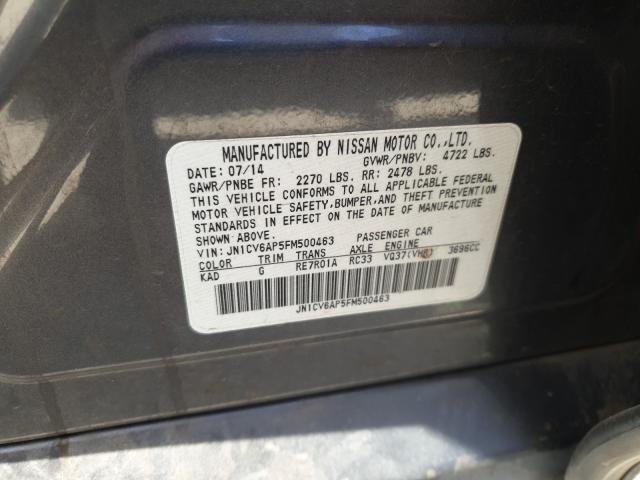 MANUFACTURED BY NISSAN MOTOR CO.,LTD.
DATE: 07/14 GVWR/PNBV: 4722 LBS.
GAWR/PNBE FR: 2270 LBS. RR: 2478 LBS.
THIS VEHICLE CONFORMS TO ALL APPLICABLE FEDERAL
MOTOR VEHICLE SAFETY,BUMPER,AND THEFT PREVENTION
STANDARDS IN EFFECT ON THE DATE OF MANUFACTURE
SHOWN ABOVE.
VIN: JN1CV6AP5FM500463 PASSENGER CAR
COLOR TRIM TRANS AXLE ENGINE
KAD G RE7R01A RC33 VQ37(VHR) 3696CC
JN1CV6AP5FM500463